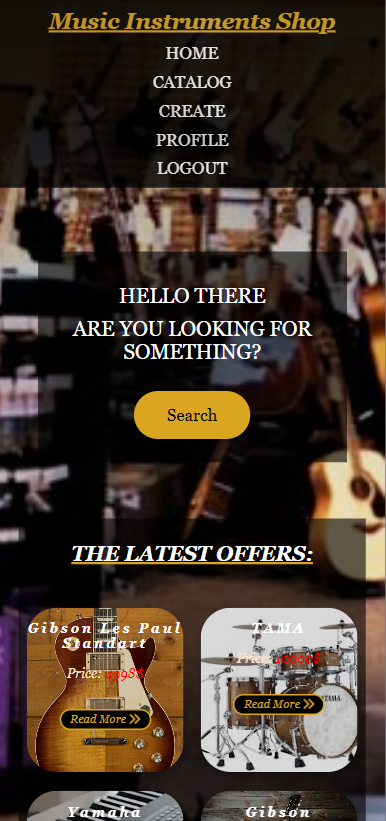 Music Instruments Shop
HOME
CATALOG
CREATE
PROFILE
LOGOUT
HELLO THERE
ARE YOU LOOKING FOR
SOMETHING?
Search
THE LATEST OFFERS:
Gibson Les Paul
Standart
Price: 4998$
Read More
TAMA
TAMA
Price: 10000$
Read More
Yamaha
Gibson